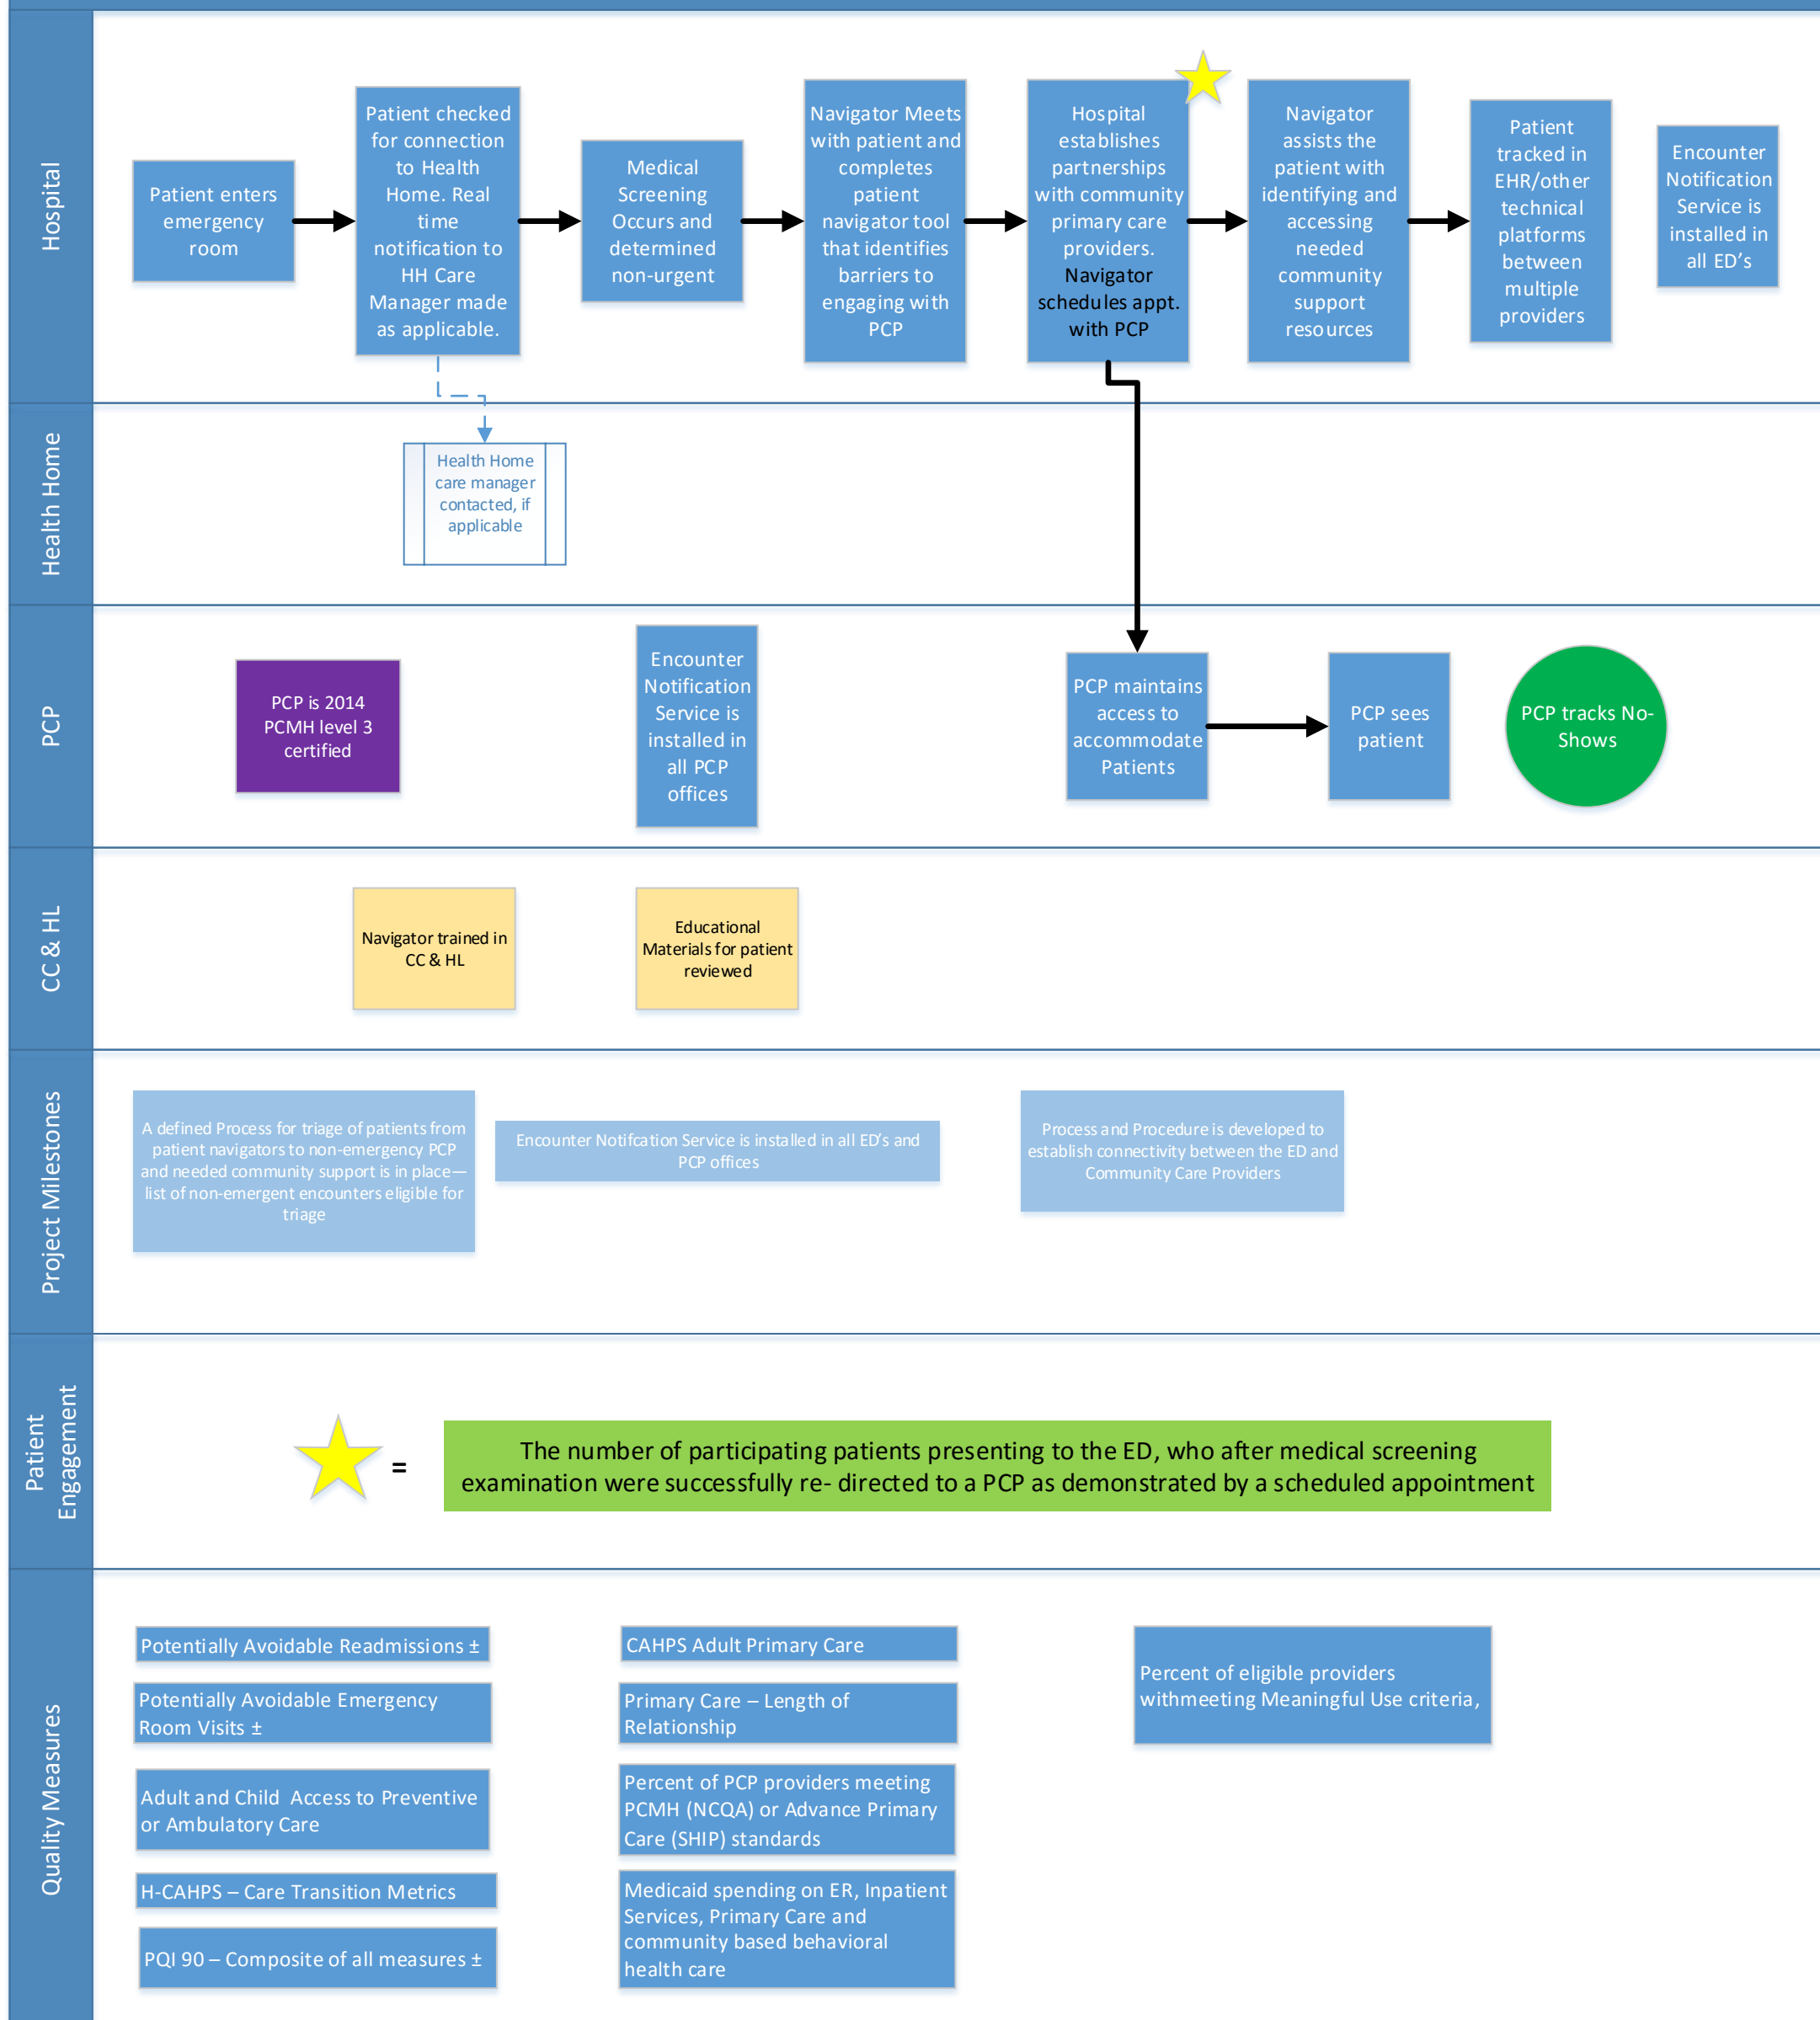 Hospital
Patient enters
emergency
room
Patient checked
for connection
to Health
Home. Real
time
notification to
HH Care
Manager made
as applicable.
Medical
Screening
Occurs and
determined
non-urgent
Navigator Meets
with patient and
completes
patient
navigator tool
that identifies
barriers to
engaging with
PCP
Hospital
establishes
partnerships
with community
primary care
providers.
Navigator
schedules appt.
with PCP
Navigator
assists the
patient with
identifying and
accessing
needed
community
support
resources
Patient
tracked in
EHR/other
technical
platforms
between
multiple
providers
Encounter
Notification
Service is
installed in
all ED's
Health Home
Health Home
care manager
contacted, if
applicable
PCP
PCP is 2014
PCMH level 3
certified
Encounter
Notification
Service is
installed in
all PCP
offices
PCP maintains
access to
accommodate
Patients
PCP sees
patient
PCP tracks No-
Shows
CC & HL
Navigator trained in
CC & HL
Educational
Materials for patient
reviewed
Project Milestones
A defined Process for triage of patients from
patient navigators to non-emergency PCP
and needed community support is in place—
list of non-emergent encounters eligible for
triage
Encounter Notifcation Service is installed in all ED's and
PCP offices
Process and Procedure is developed to
establish connectivity between the ED and
Community Care Providers
Patient
Engagement
=
The number of participating patients presenting to the ED, who after medical screening
examination were successfully re- directed to a PCP as demonstrated by a scheduled appointment
Quality Measures
Potentially Avoidable Readmissions ±
Potentially Avoidable Emergency
Room Visits ±
Adult and Child  Access to Preventive
or Ambulatory Care
H-CAHPS – Care Transition Metrics
PQI 90 – Composite of all measures ±
CAHPS Adult Primary Care
Primary Care – Length of
Relationship
Percent of PCP providers meeting
PCMH (NCQA) or Advance Primary
Care (SHIP) standards
Medicaid spending on ER, Inpatient
Services, Primary Care and
community based behavioral
health care
Percent of eligible providers
withmeeting Meaningful Use criteria,